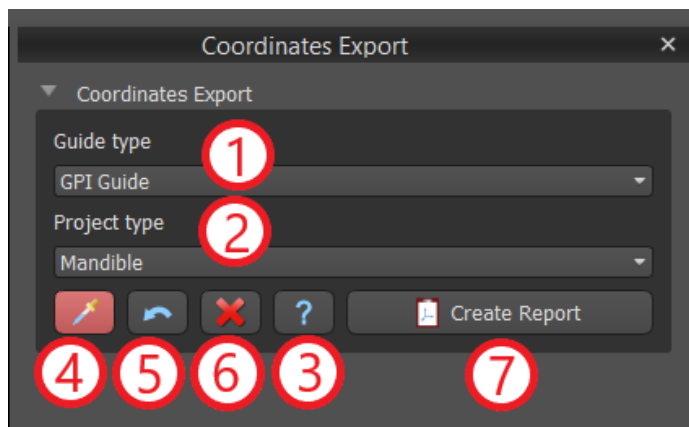 Coordinates Export
Coordinates Export
Guide type
1
GPI Guide
Project type
2
Mandible
? Create Report
4 5 6 3 7